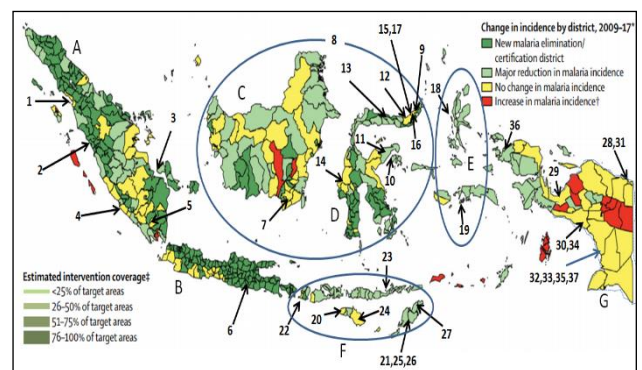 Change in incidence by district, 2009–17*
New malaria elimination/
certification district
Major reduction in malaria incidence
No change in malaria incidence
Increase in malaria incidence†
A
8
15,17
9
12
13
18
1
C
3
36
28,31
16
11
2
29
10
14
E
D
5
4
7
19
30,34
23
B
32,33,35,37
G
Estimated intervention coverage‡
<25% of target areas
26–50% of target areas
51–75% of target areas
76–100% of target areas
6
22
20
24
27
F
21,25,26